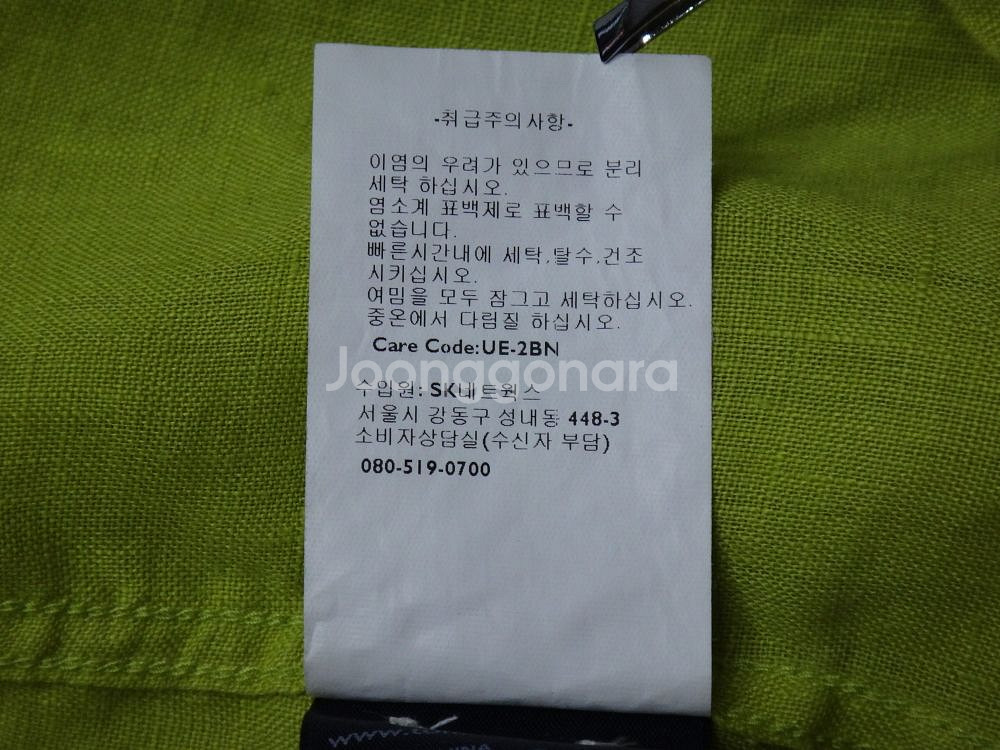 -취급주의사항-
이염의 우려가 있으므로 분리
세탁 하십시오.
염소계 표백제로 표백할 수
없습니다.
빠른시간내에 세탁,탈수,건조
시키십시오.
여밈을 모두 잠그고 세탁하십시오.
중온에서 다림질 하십시오.
Care Code:UE-2BN
Joonggonara
수입원: SK네트웍스
서울시 강동구 성내동 448-3
소비자상담실(수신자 부담)
080-519-0700